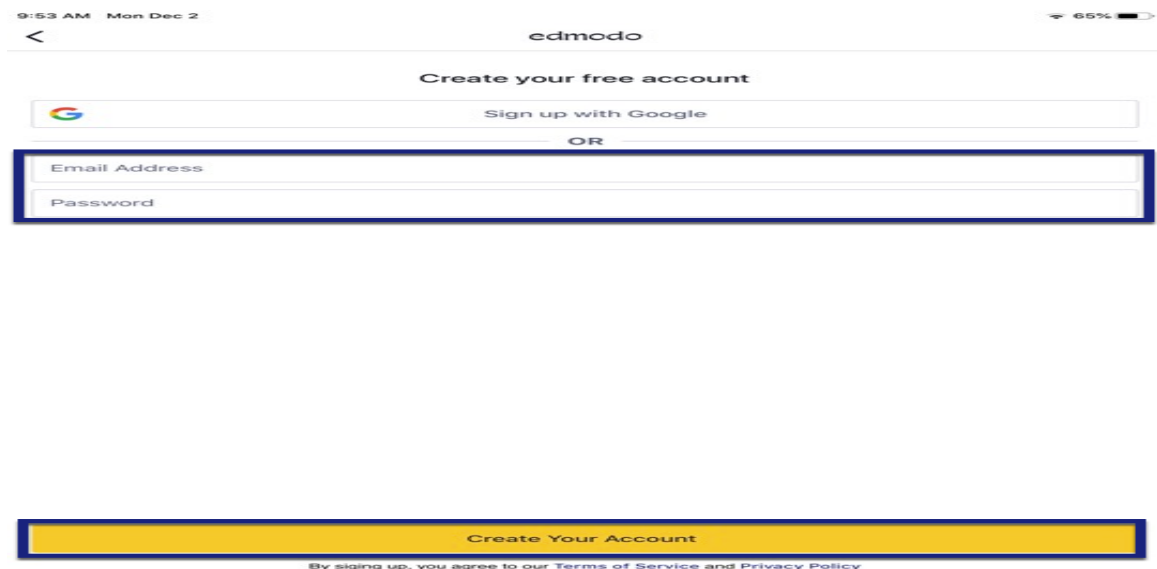 9:53 AM Mon Dec 2 65%
<
edmodo
Create your free account
Sign up with Google
OR
Email Address
Password
Create Your Account
By siging up, you agree to our Terms of Service and Privacy Policy